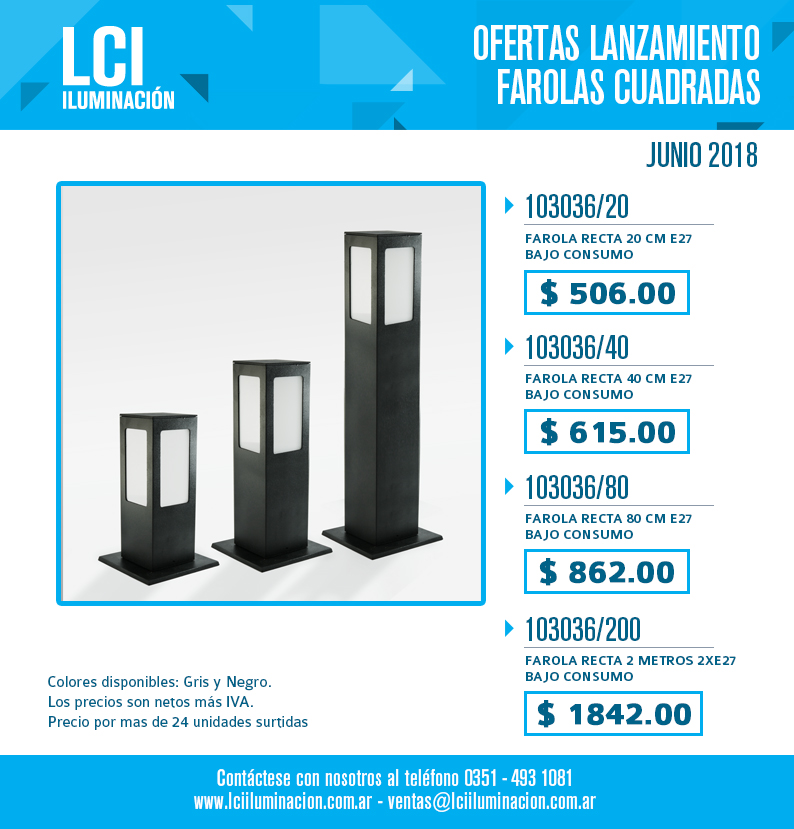 LCI
ILUMINACIÓN
OFERTAS LANZAMIENTO
FAROLAS CUADRADAS
JUNIO 2018
103036/20
FAROLA RECTA 20 CM E27
BAJO CONSUMO
$ 506.00
103036/40
FAROLA RECTA 40 CM E27
BAJO CONSUMO
$ 615.00
103036/80
FAROLA RECTA 80 CM E27
BAJO CONSUMO
$ 862.00
103036/200
FAROLA RECTA 2 METROS 2XE27
BAJO CONSUMO
$ 1842.00
Colores disponibles: Gris y Negro.
Los precios son netos más IVA.
Precio por mas de 24 unidades surtidas
Contáctese con nosotros al teléfono 0351 - 493 1081
www.lciiluminacion.com.ar - ventas@lciiluminacion.com.ar